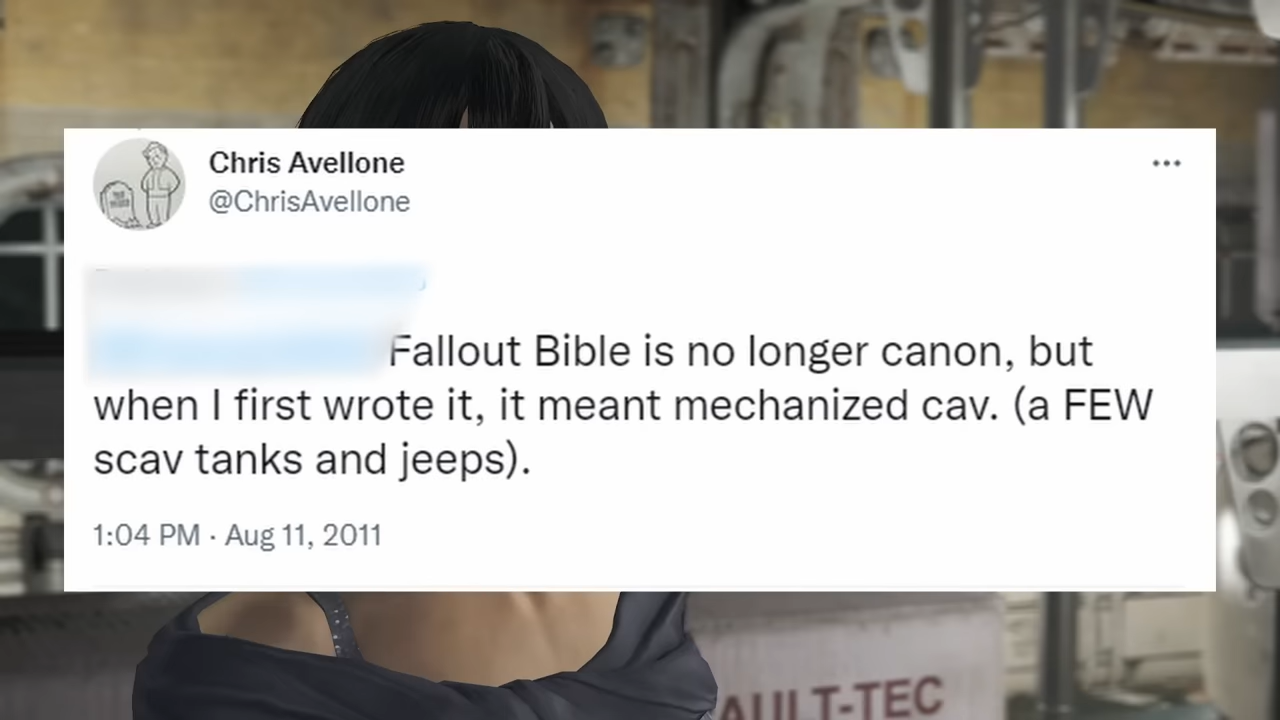 Chris Avellone
@ChrisAvellone
Fallout Bible is no longer canon, but
when I first wrote it, it meant mechanized cav. (a FEW
scav tanks and jeeps).
1:04 PM · Aug 11, 2011
AULT-TEC